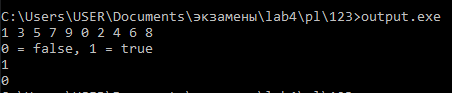 C:\Users\USER\Documents\экзамены\lab4\pl\123>output.exe
1 3 5 7 9 0 2 4 6 8
0 = false, 1 = true
1
0